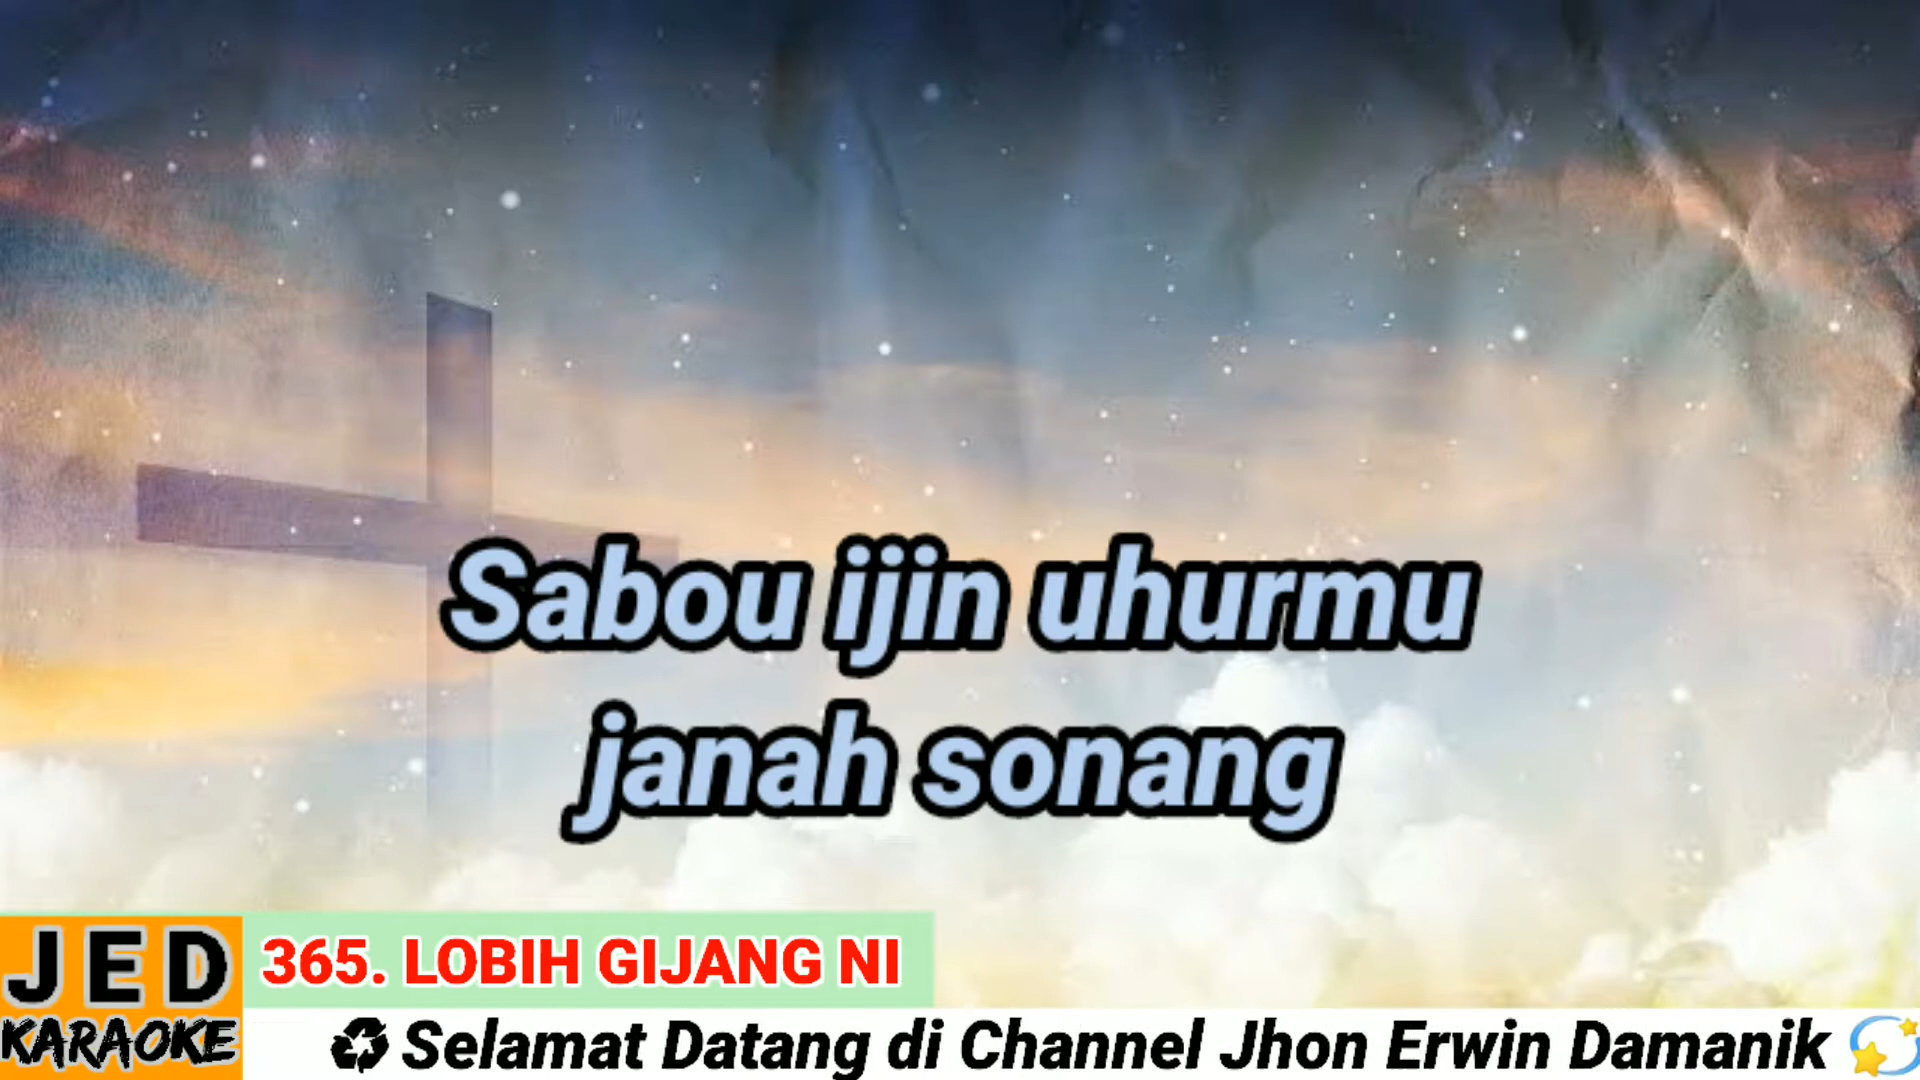 Sabou ijin uhurmu
janah sonang
JED
KARAOKE
365. LOBIH GIJANG NI
♻ Selamat Datang di Channel Jhon Erwin Damanik 💫